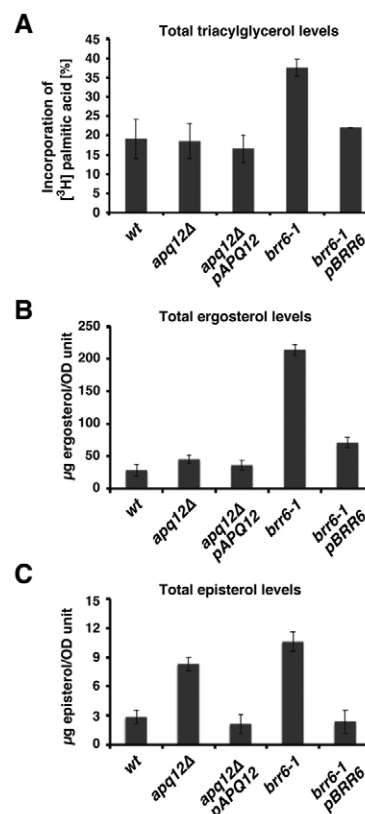 A
Total triacylglycerol levels
Incorporation of
[³H] palmitic acid [%]
45
40
35
30
25
20
15
10
5
0
wt
apq12Δ
apq12Δ
pAPQ12
brr6-1
brr6-1
pBRR6
B
Total ergosterol levels
µg ergosterol/OD unit
250
200
150
100
50
0
wt
apq12Δ
apq12Δ
pAPQ12
brr6-1
brr6-1
pBRR6
C
Total episterol levels
µg episterol/OD unit
15
12
9
6
3
0
wt
apq12Δ
apq12Δ
pAPQ12
brr6-1
brr6-1
pBRR6